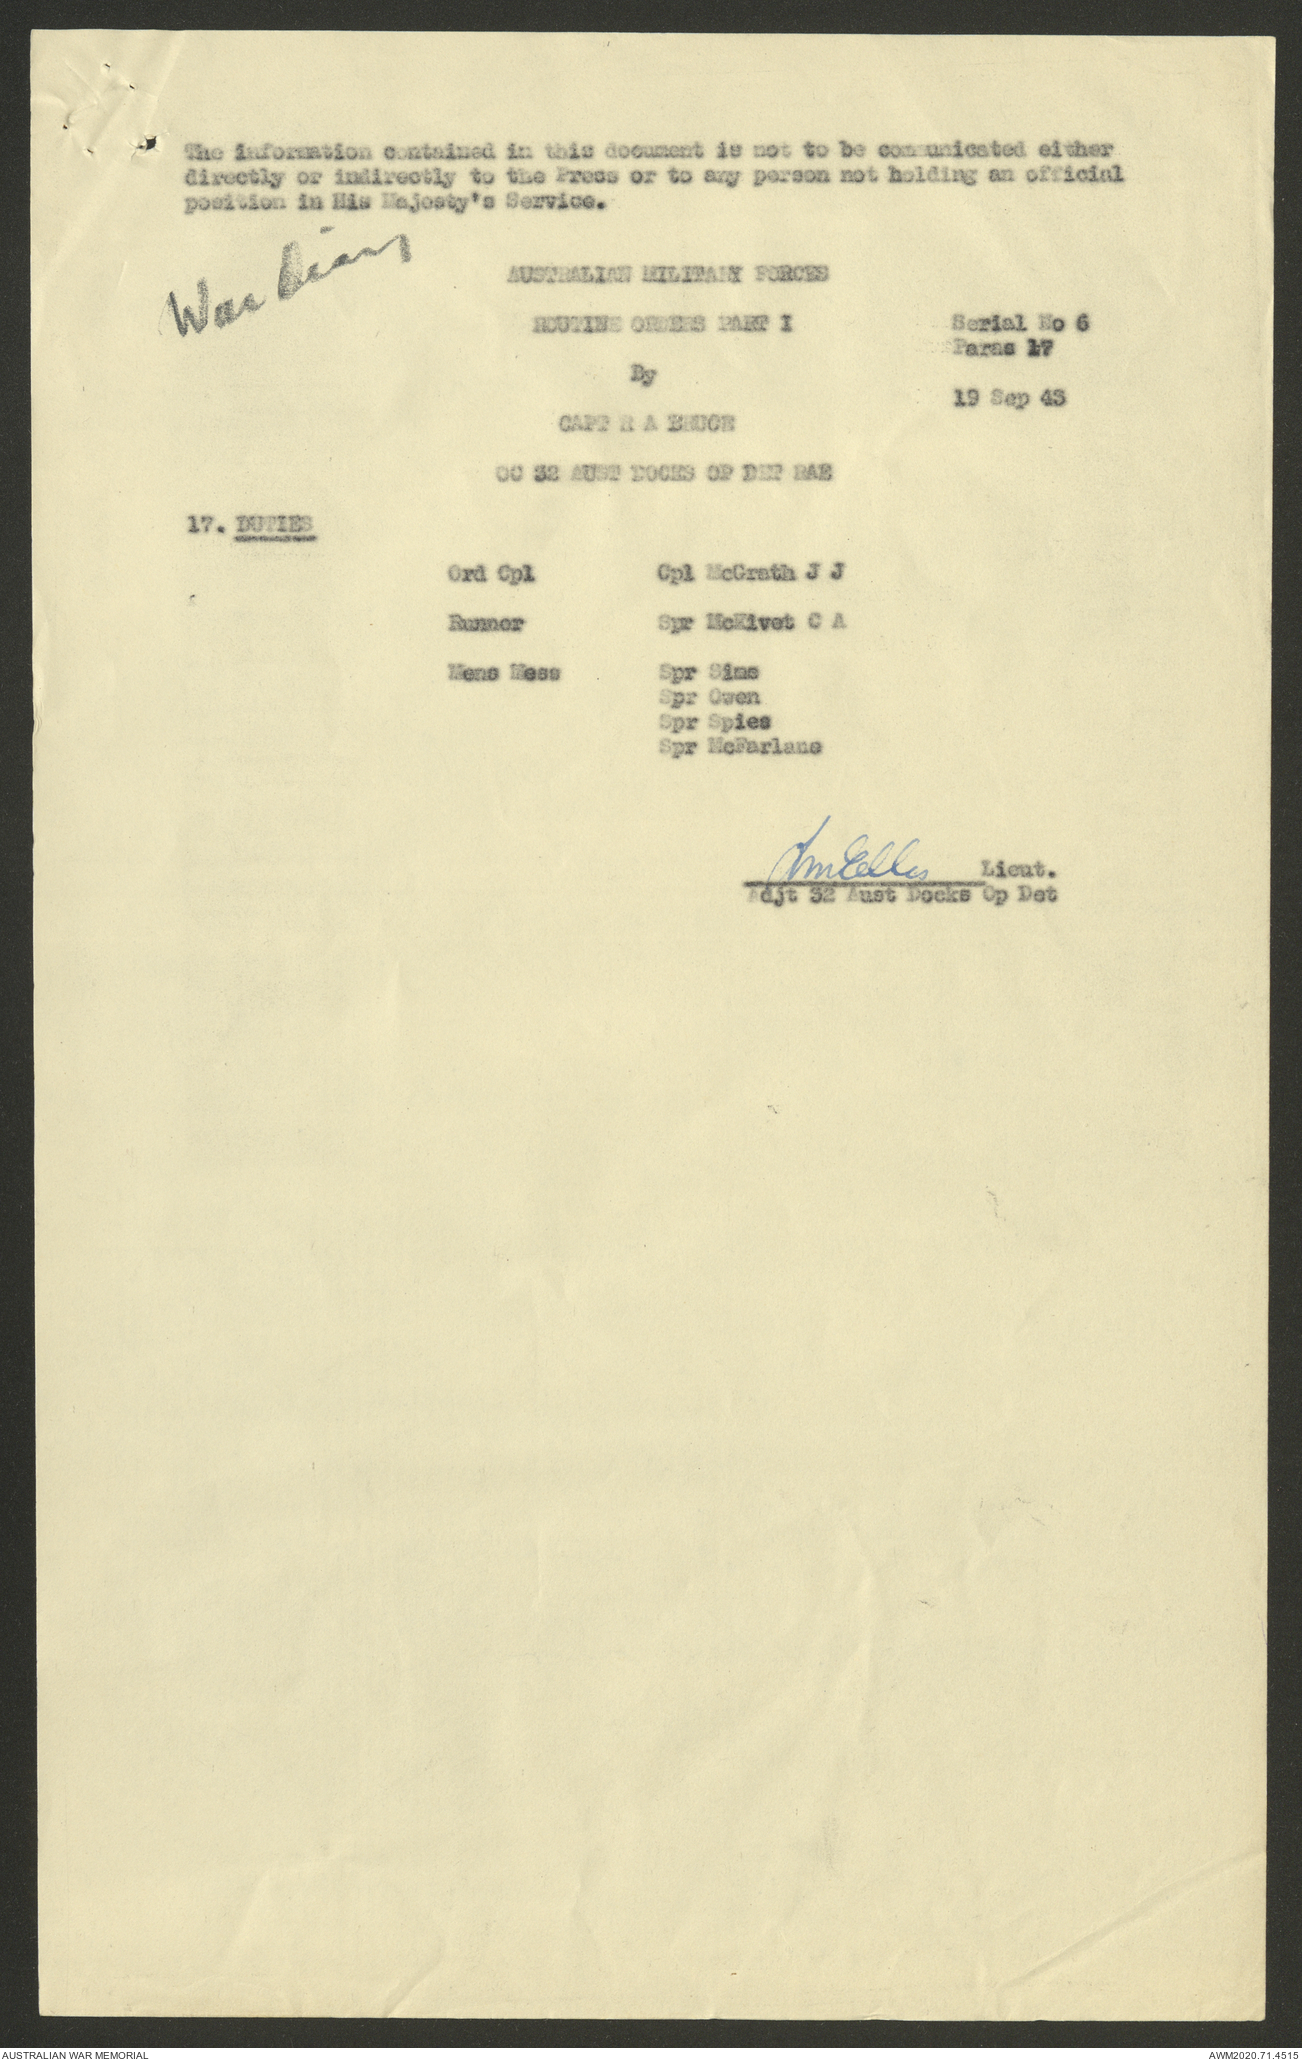 The information contained in this document is not to be communicated either
directly or indirectly to the Press or to any person not holding an official
position in His Majesty's Service.
War Diary
AUSTRALIAN MILITARY FORCES
ROUTINE ORDERS PART I
Serial No 6
Paras 17
By
19 Sep 43
CAPT R A BRUCE
OC 32 AUST DOCKS OP DET RAE
17. DUTIES
Ord Cpl Cpl McGrath J J
Runner Spr McKivet C A
Mens Mess Spr Sims
Spr Owen
Spr Spies
Spr McFarlane
Ellis Lieut.
Adjt 32 Aust Docks Op Det
AUSTRALIAN WAR MEMORIAL
AWM2020.71.4515